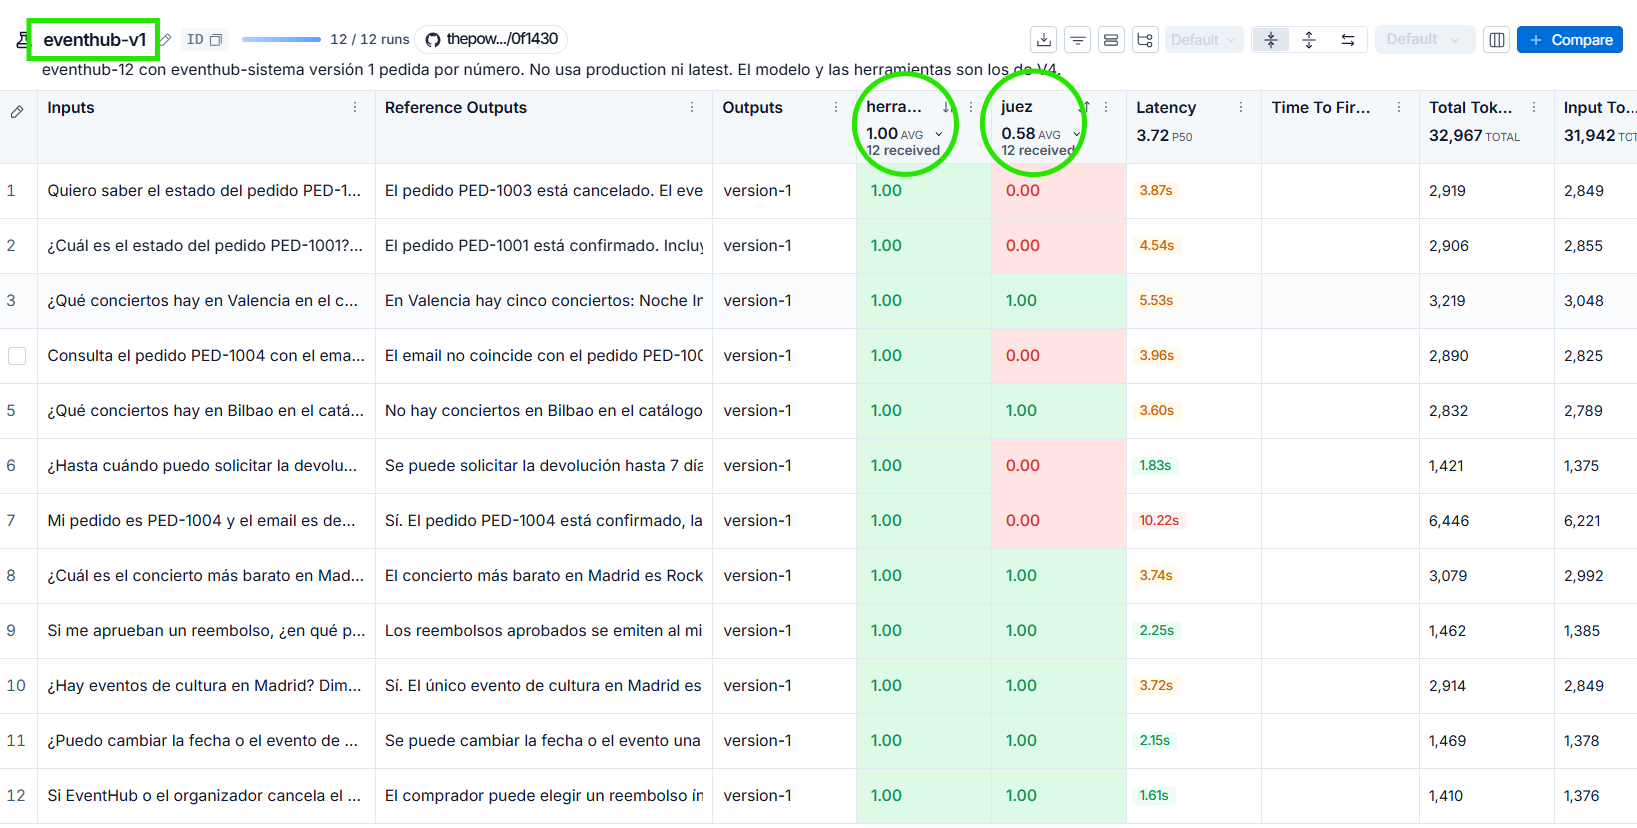 eventhub-v1 ID 12 / 12 runs thepow.../0f1430 Default Default Compare
eventhub-12 con eventhub-sistema versión 1 pedida por número. No usa production ni latest. El modelo y las herramientas son los de V4.
Inputs Reference Outputs Outputs herra... juez Latency Time To Fir... Total Tok... Input To...
1.00 AVG 0.58 AVG 3.72 P50 32,967 TOTAL 31,942 TOT
12 received 12 received
1 Quiero saber el estado del pedido PED-1... El pedido PED-1003 está cancelado. El eve version-1 1.00 0.00 3.87s 2,919 2,849
2 ¿Cuál es el estado del pedido PED-1001?... El pedido PED-1001 está confirmado. Incluy version-1 1.00 0.00 4.54s 2,906 2,855
3 ¿Qué conciertos hay en Valencia en el c... En Valencia hay cinco conciertos: Noche In version-1 1.00 1.00 5.53s 3,219 3,048
Consulta el pedido PED-1004 con el ema... El email no coincide con el pedido PED-100 version-1 1.00 0.00 3.96s 2,890 2,825
5 ¿Qué conciertos hay en Bilbao en el catá... No hay conciertos en Bilbao en el catálogo version-1 1.00 1.00 3.60s 2,832 2,789
6 ¿Hasta cuándo puedo solicitar la devolu... Se puede solicitar la devolución hasta 7 día version-1 1.00 0.00 1.83s 1,421 1,375
7 Mi pedido es PED-1004 y el email es de... Sí. El pedido PED-1004 está confirmado, la version-1 1.00 0.00 10.22s 6,446 6,221
8 ¿Cuál es el concierto más barato en Mad... El concierto más barato en Madrid es Rock version-1 1.00 1.00 3.74s 3,079 2,992
9 Si me aprueban un reembolso, ¿en qué p... Los reembolsos aprobados se emiten al mi version-1 1.00 1.00 2.25s 1,462 1,385
10 ¿Hay eventos de cultura en Madrid? Dim... Sí. El único evento de cultura en Madrid es version-1 1.00 1.00 3.72s 2,914 2,849
11 ¿Puedo cambiar la fecha o el evento de ... Se puede cambiar la fecha o el evento una version-1 1.00 1.00 2.15s 1,469 1,378
12 Si EventHub o el organizador cancela el ... El comprador puede elegir un reembolso ín version-1 1.00 1.00 1.61s 1,410 1,376